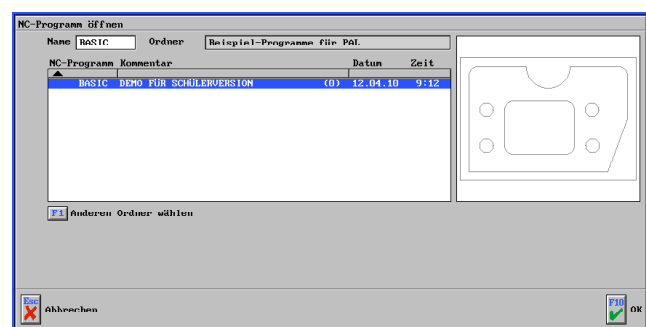 NC-Programm öffnen
Name BASIC Ordner Beispiel-Programme für PAL
NC-Programm Kommentar Datum Zeit
BASIC DEMO FÜR SCHÜLERVERSION (0) 12.04.10 9:12
F1 Anderen Ordner wählen
Esc Abbrechen F10 OK